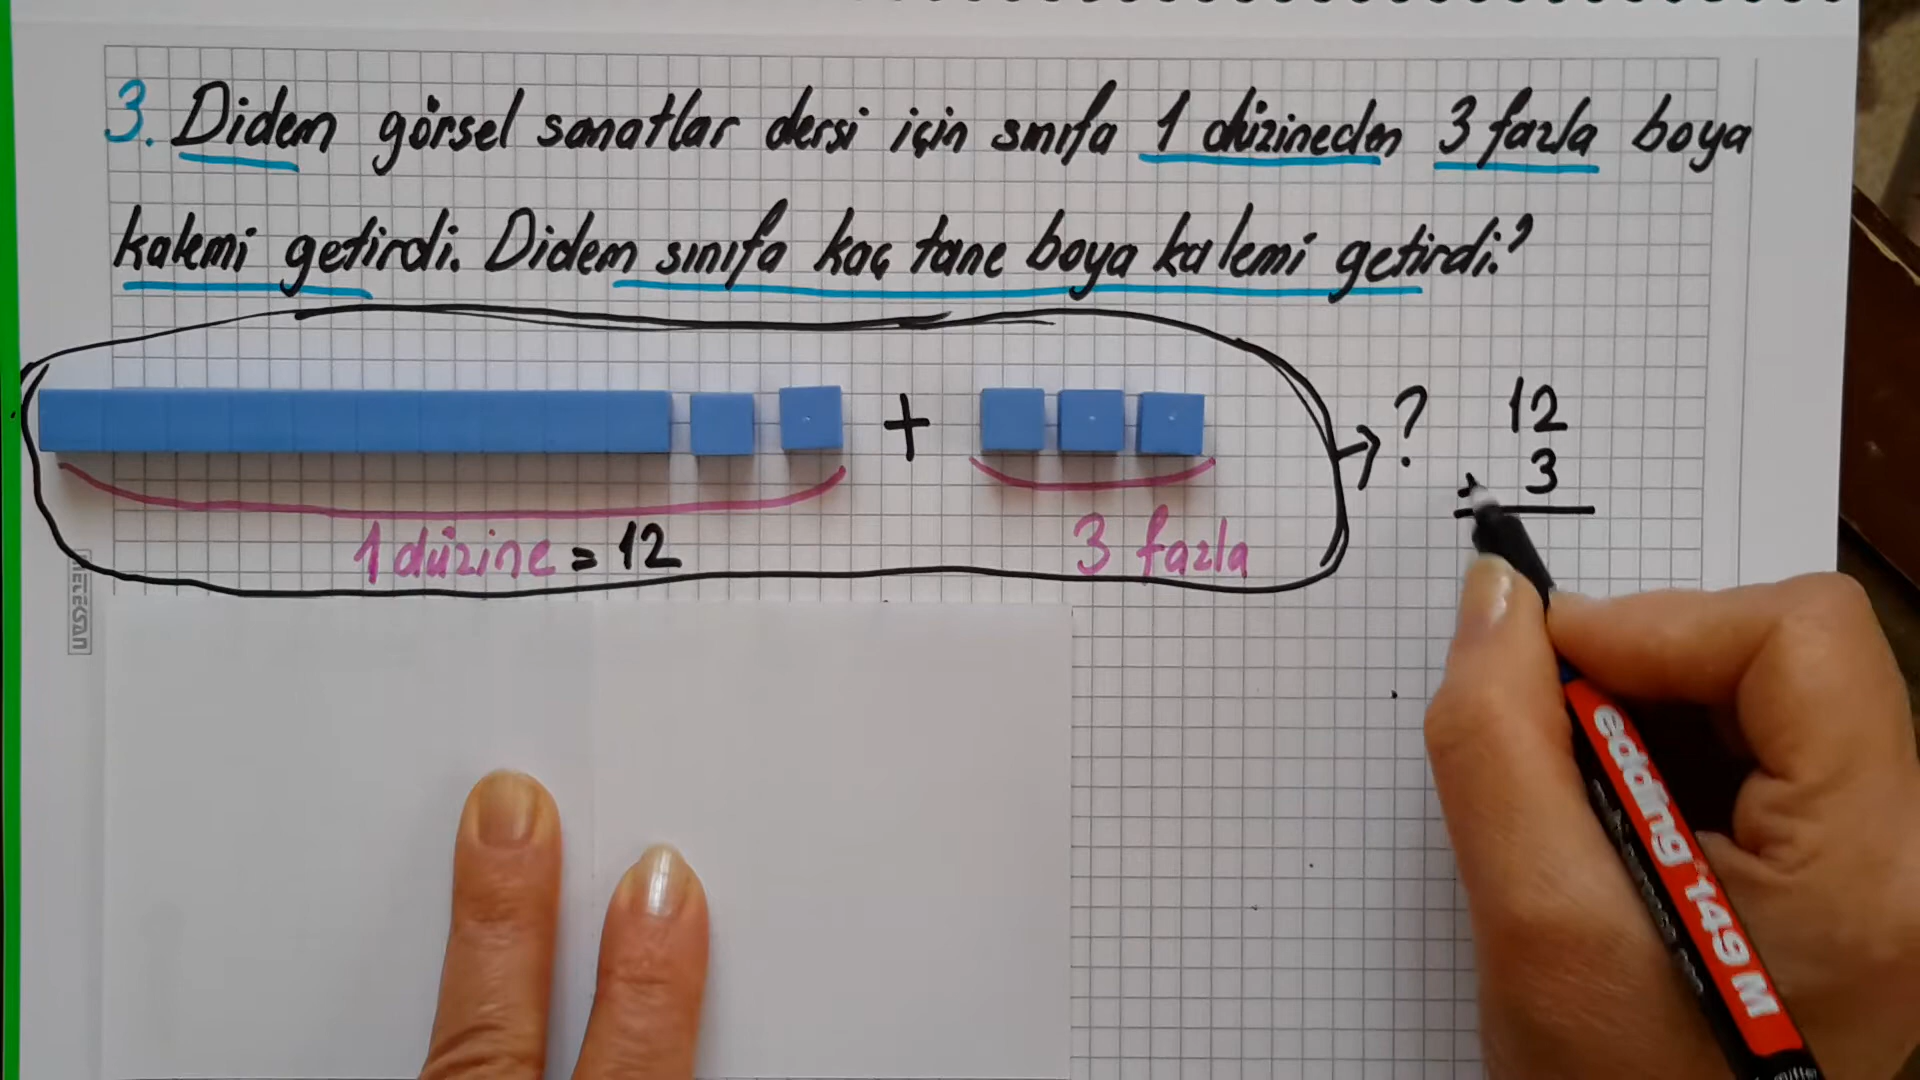 3. Didem görsel sanatlar dersi için sınıfa 1 düzineden 3 fazla boya
kalemi getirdi. Didem sınıfa kaç tane boya kalemi getirdi?
+ → ? 12
+ 3
1 düzine = 12 3 fazla
MELEGAN
edding 149 M